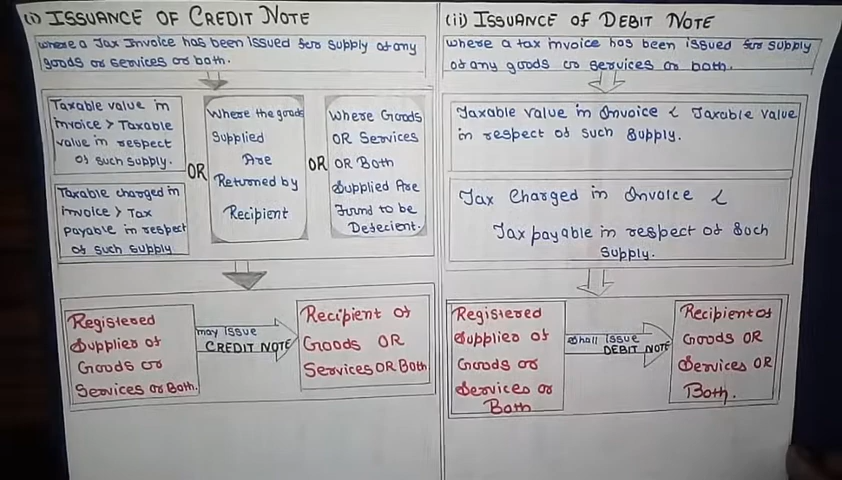 (i) ISSUANCE OF CREDIT NOTE
where a Tax Invoice has been issued for supply of any
goods or services or both.
Taxable value in
invoice > Taxable
value in respect
of such supply.
Taxable charged in
invoice > Tax
payable in respect
of such supply
OR
Where the goods
Supplied
Are
Returned by
Recipient
OR
Where Goods
OR Services
OR Both
Supplied Are
Found to be
Deficient.
Registered
Supplies of
Goods or
Services or Both.
may issue
CREDIT NOTE
Recipient of
Goods OR
Services OR Both
(ii) ISSUANCE OF DEBIT NOTE
where a tax invoice has been issued for supply
of any goods or services or both.
Taxable value in Invoice < Taxable value
in respect of such supply.
Tax Charged in Invoice <
Tax payable in respect of Such
Supply.
Registered
Supplies of
Goods or
Services or
Both
Shall Issue
DEBIT NOTE
Recipient of
Goods OR
Services OR
Both.